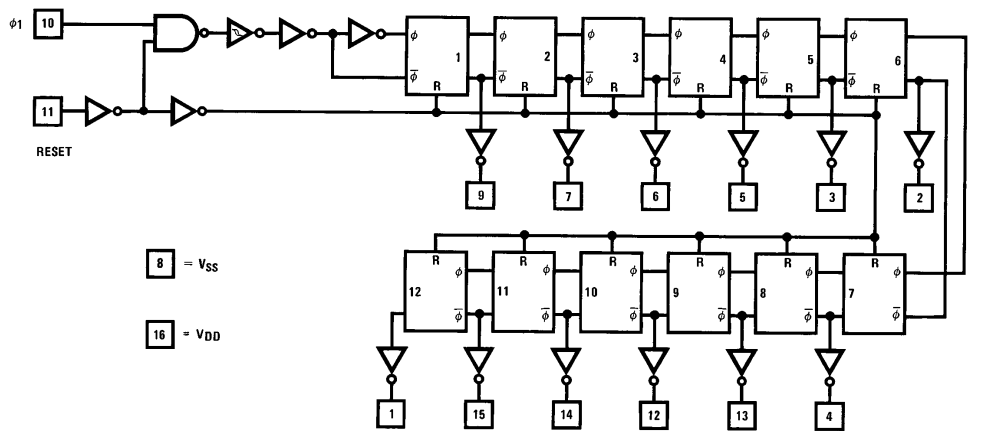 ϕ1 10
ϕ ϕ ϕ ϕ ϕ ϕ
1 2 3 4 5 6
ϕ̅ ϕ̅ ϕ̅ ϕ̅ ϕ̅ ϕ̅
R R R R R R
11
RESET
9 7 6 5 3 2
R R R R R R
8 = VSS
ϕ ϕ ϕ ϕ ϕ ϕ
12 11 10 9 8 7
ϕ̅ ϕ̅ ϕ̅ ϕ̅ ϕ̅ ϕ̅
16 = VDD
1 15 14 12 13 4